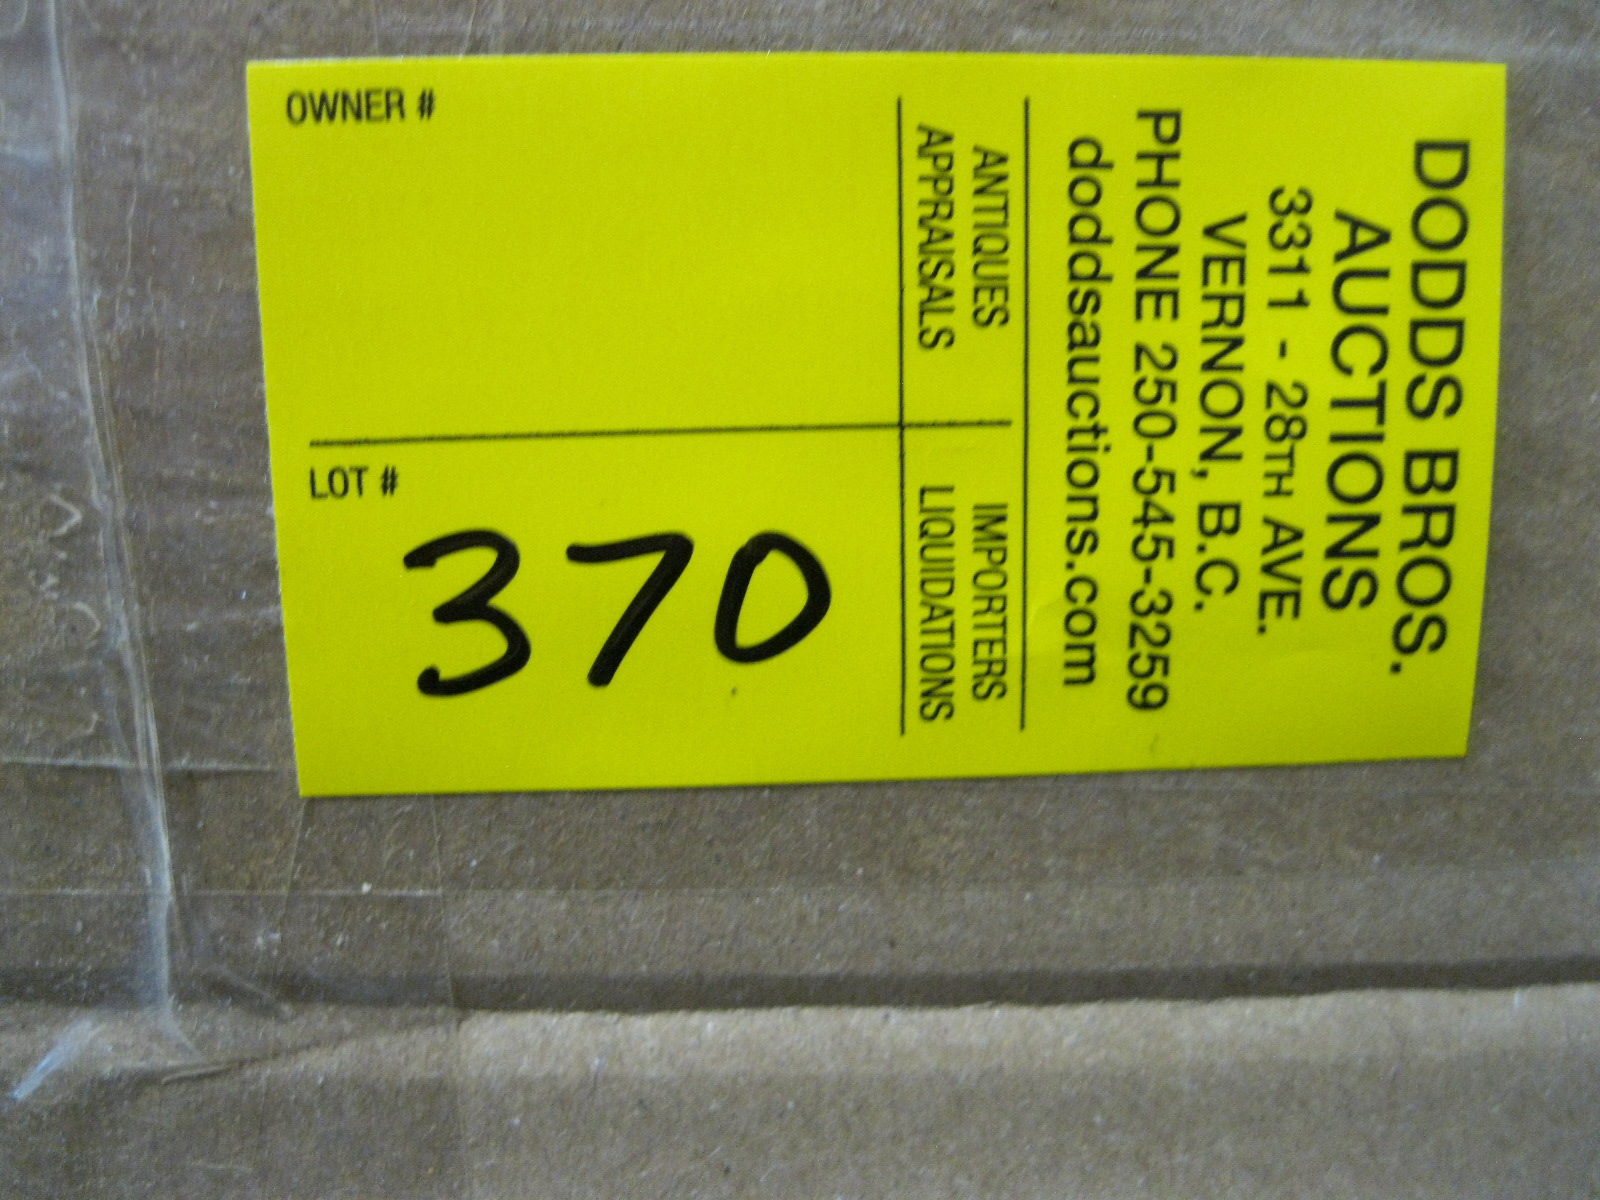 DODDS BROS.
AUCTIONS
3311 - 28TH AVE.
VERNON, B.C.
PHONE 250-545-3259
doddsauctions.com
ANTIQUES IMPORTERS
APPRAISALS LIQUIDATIONS
OWNER #
LOT #
370